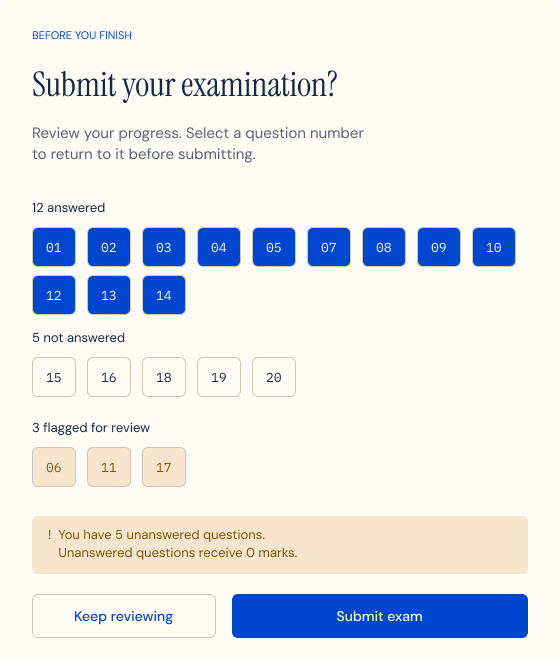 BEFORE YOU FINISH
Submit your examination?
Review your progress. Select a question number
to return to it before submitting.
12 answered
01 02 03 04 05 07 08 09 10
12 13 14
5 not answered
15 16 18 19 20
3 flagged for review
06 11 17
! You have 5 unanswered questions.
Unanswered questions receive 0 marks.
Keep reviewing Submit exam